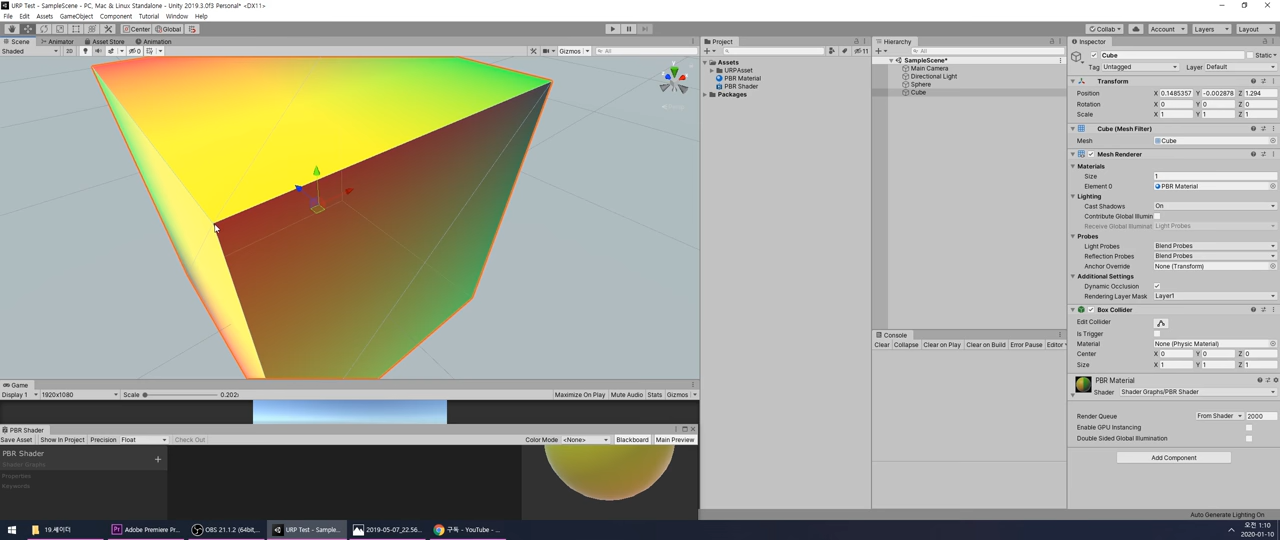 URP Test - SampleScene - PC, Mac & Linux Standalone - Unity 2019.3.0f3 Personal* <DX11>
File Edit Assets GameObject Component Tutorial Window Help
Center Global Collab Account Layers Layout
Scene Animator Asset Store Animation
Shaded 2D Gizmos All
Game
Display 1 1920x1080 Scale 0.202 Maximize On Play Mute Audio Stats Gizmos
PBR Shader
Save Asset Show In Project Precision Float Check Out Color Mode <None> Blackboard Main Preview
PBR Shader
Shader Graphs
Properties
Keywords
Project
11
Assets
URPAsset
PBR Material
PBR Shader
Packages
Hierarchy
All
SampleScene*
Main Camera
Directional Light
Sphere
Cube
Console
Clear Collapse Clear on Play Clear on Build Error Pause Editor
Inspector
Cube Static
Tag Untagged Layer Default
Transform
Position X 0.1485357 Y -0.002878 Z 1.294
Rotation X 0 Y 0 Z 0
Scale X 1 Y 1 Z 1
Cube (Mesh Filter)
Mesh Cube
Mesh Renderer
Materials
Size 1
Element 0 PBR Material
Lighting
Cast Shadows On
Contribute Global Illumin
Receive Global Illuminat Light Probes
Probes
Light Probes Blend Probes
Reflection Probes Blend Probes
Anchor Override None (Transform)
Additional Settings
Dynamic Occlusion
Rendering Layer Mask Layer1
Box Collider
Edit Collider
Is Trigger
Material None (Physic Material)
Center X 0 Y 0 Z 0
Size X 1 Y 1 Z 1
PBR Material
Shader Shader Graphs/PBR Shader
Render Queue From Shader 2000
Enable GPU Instancing
Double Sided Global Illumination
Add Component
Auto Generate Lighting On
19.셰이더 Adobe Premiere Pr... OBS 21.1.2 (64bit,... URP Test - Sample... 2019-05-07_22.56... 구독 - YouTube - ...
오전 1:10
2020-01-10